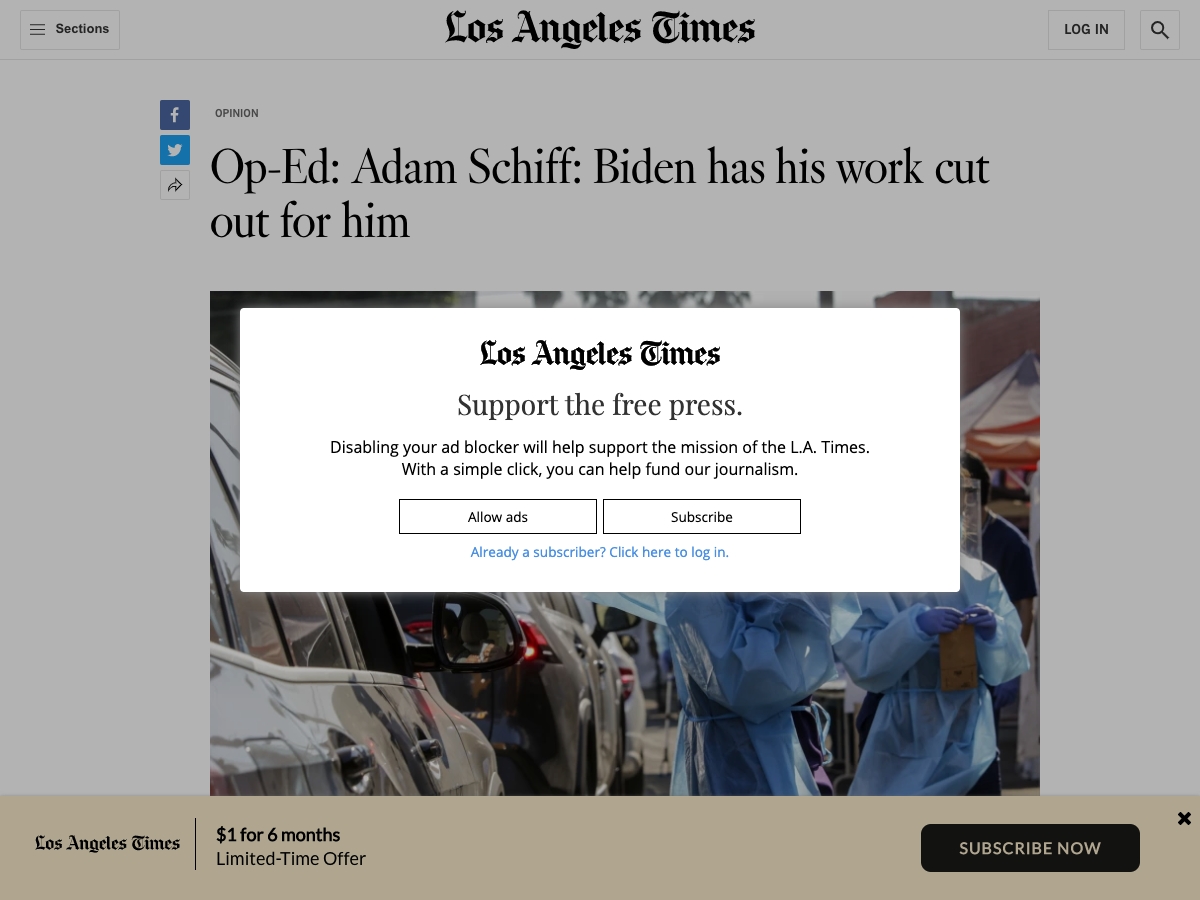 Sections
Los Angeles Times
LOG IN
OPINION
Op-Ed: Adam Schiff: Biden has his work cut
out for him
Los Angeles Times
Support the free press.
Disabling your ad blocker will help support the mission of the L.A. Times.
With a simple click, you can help fund our journalism.
Allow ads
Subscribe
Already a subscriber? Click here to log in.
Los Angeles Times
$1 for 6 months
Limited-Time Offer
SUBSCRIBE NOW